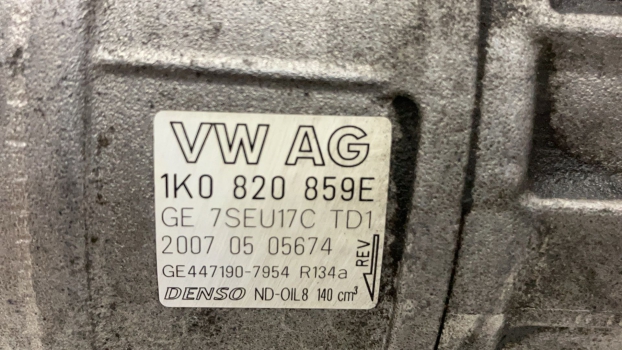 VW AG
1K0 820 859E
GE 7SEU17C TD1
2007 05 05674
GE447190-7954 R134a
DENSO ND-OIL8 140 cm³
REV